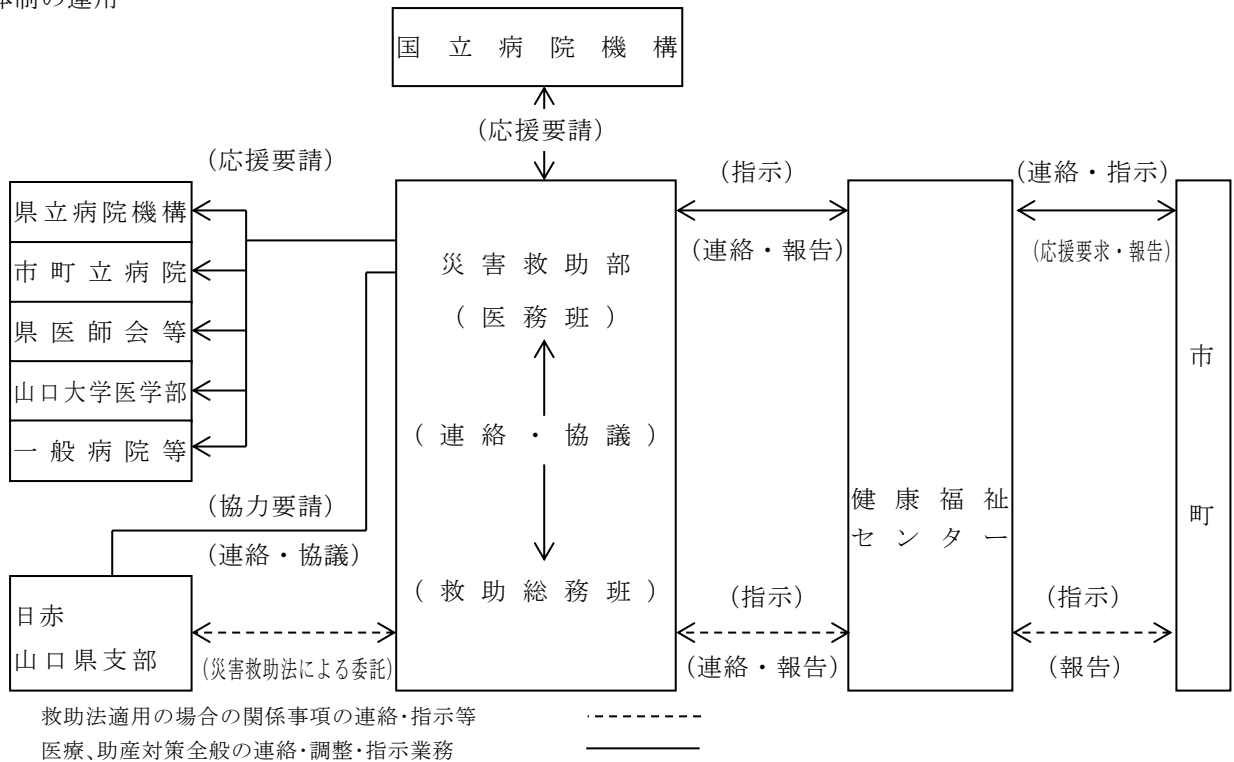 体制の運用
国立病院機構
(応援要請)
(応援要請)
県立病院機構
市町立病院
県医師会等
山口大学医学部
一般病院等
(協力要請)
(連絡・協議)
日赤
山口県支部
(災害救助法による委託)
災害救助部
(医務班)
(連絡・協議)
(救助総務班)
(指示)
(連絡・報告)
(指示)
(連絡・報告)
健康福祉
センター
(連絡・指示)
(応援要求・報告)
(指示)
(報告)
市
町
救助法適用の場合の関係事項の連絡・指示等
医療、助産対策全般の連絡・調整・指示業務